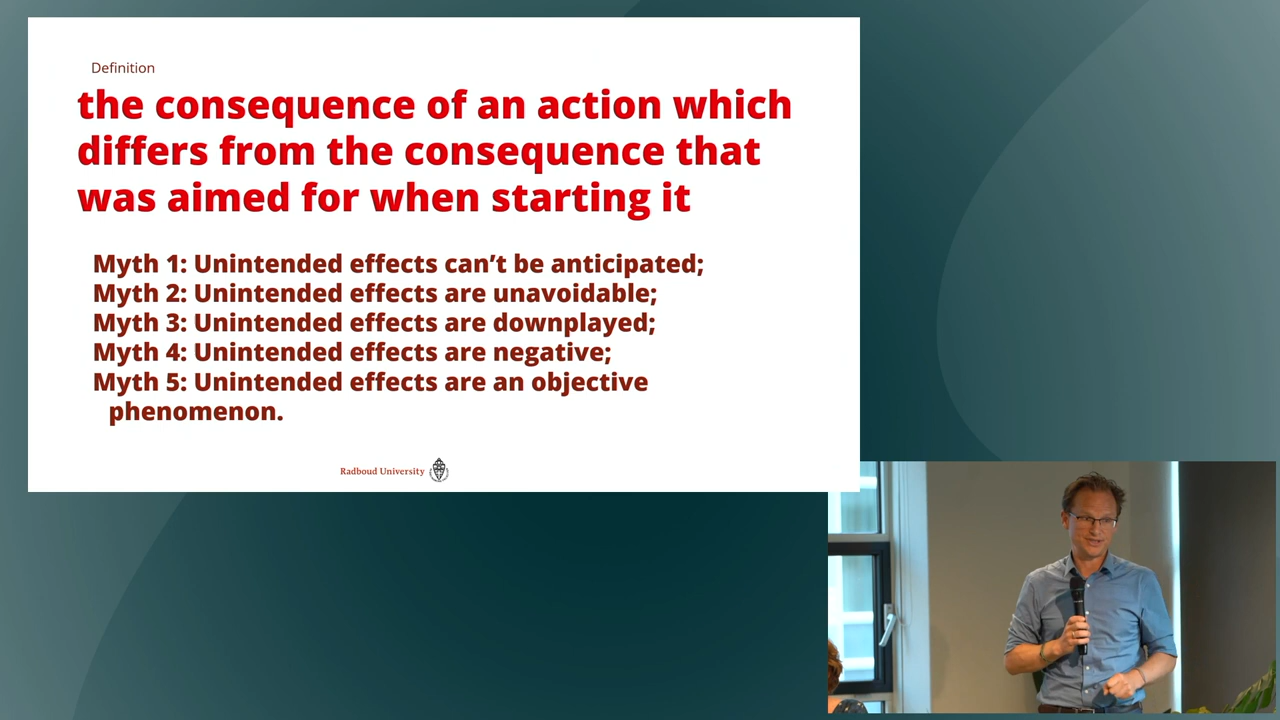 Definition
the consequence of an action which
differs from the consequence that
was aimed for when starting it
Myth 1: Unintended effects can’t be anticipated;
Myth 2: Unintended effects are unavoidable;
Myth 3: Unintended effects are downplayed;
Myth 4: Unintended effects are negative;
Myth 5: Unintended effects are an objective
phenomenon.
Radboud University